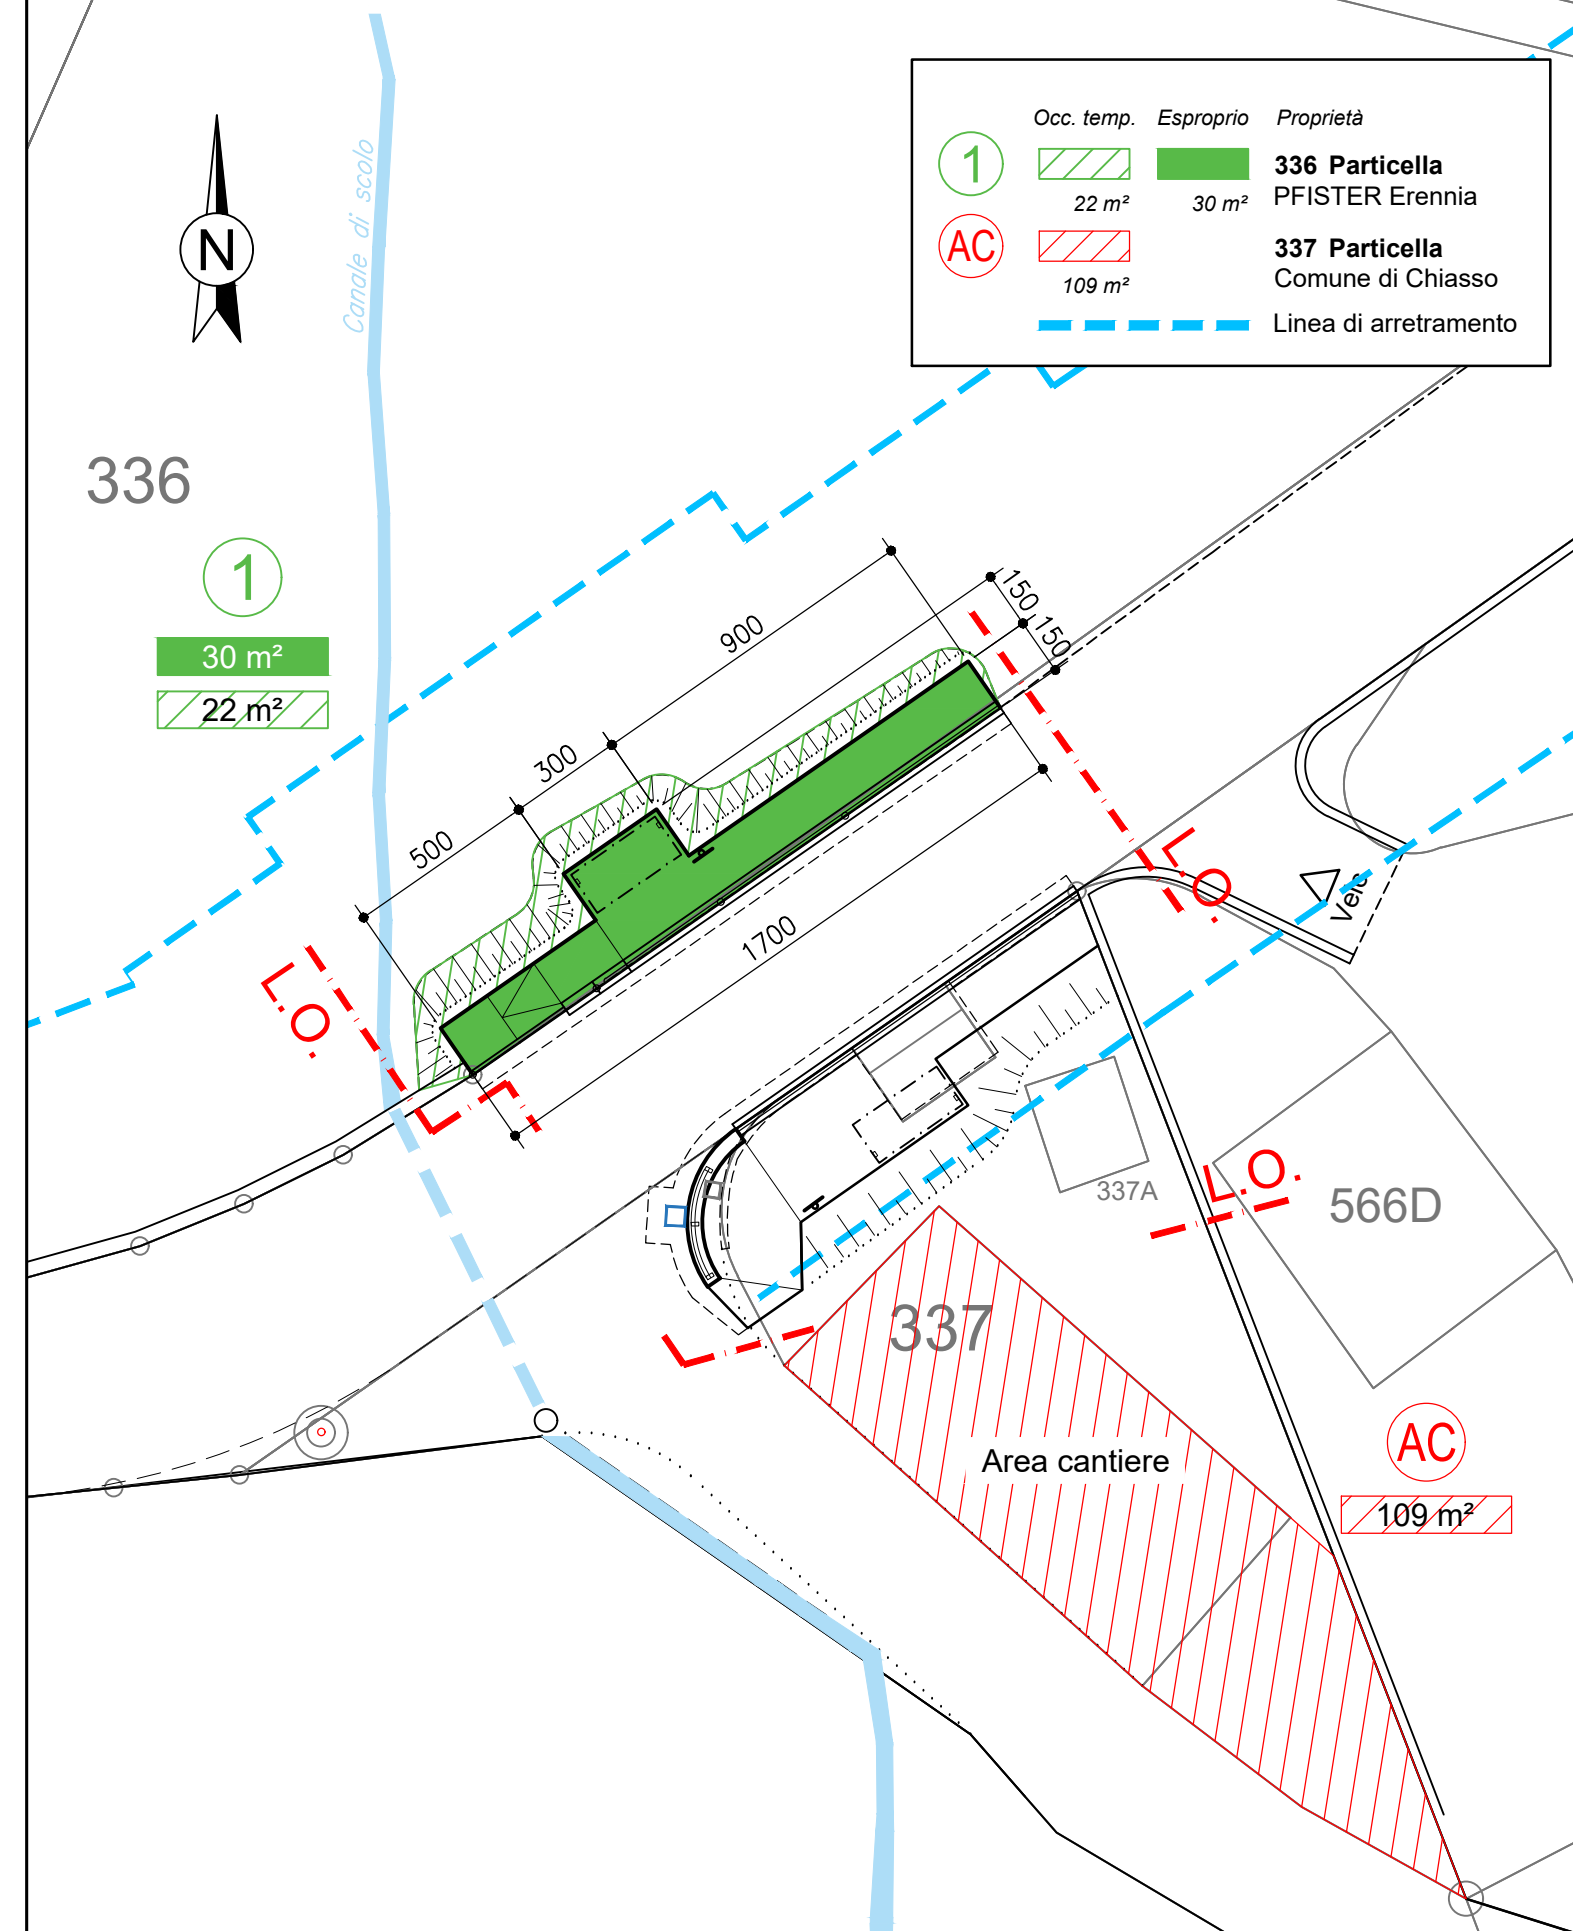 Occ. temp. Esproprio Proprietà
1 336 Particella
22 m² 30 m² PFISTER Erennia
AC 337 Particella
109 m² Comune di Chiasso
Linea di arretramento
N
Canale di scolo
336
1
30 m²
22 m²
900
150
150
300
500
1700
L.O.
L.O.
Velo
337A
L.O.
566D
337
L
Area cantiere
AC
109 m²